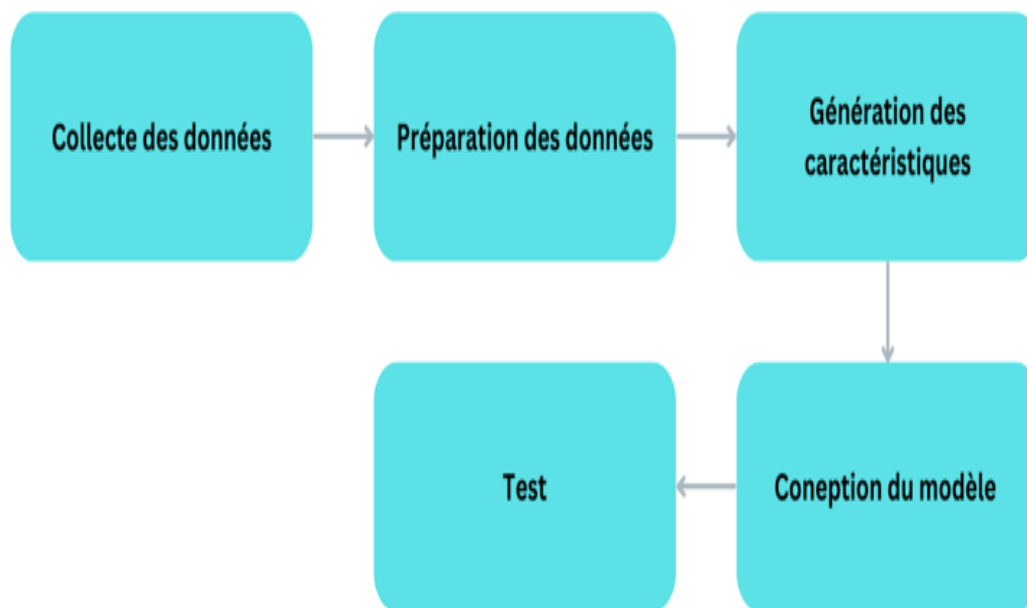 Collecte des données
Préparation des données
Génération des
caractéristiques
Test
Coneption du modèle